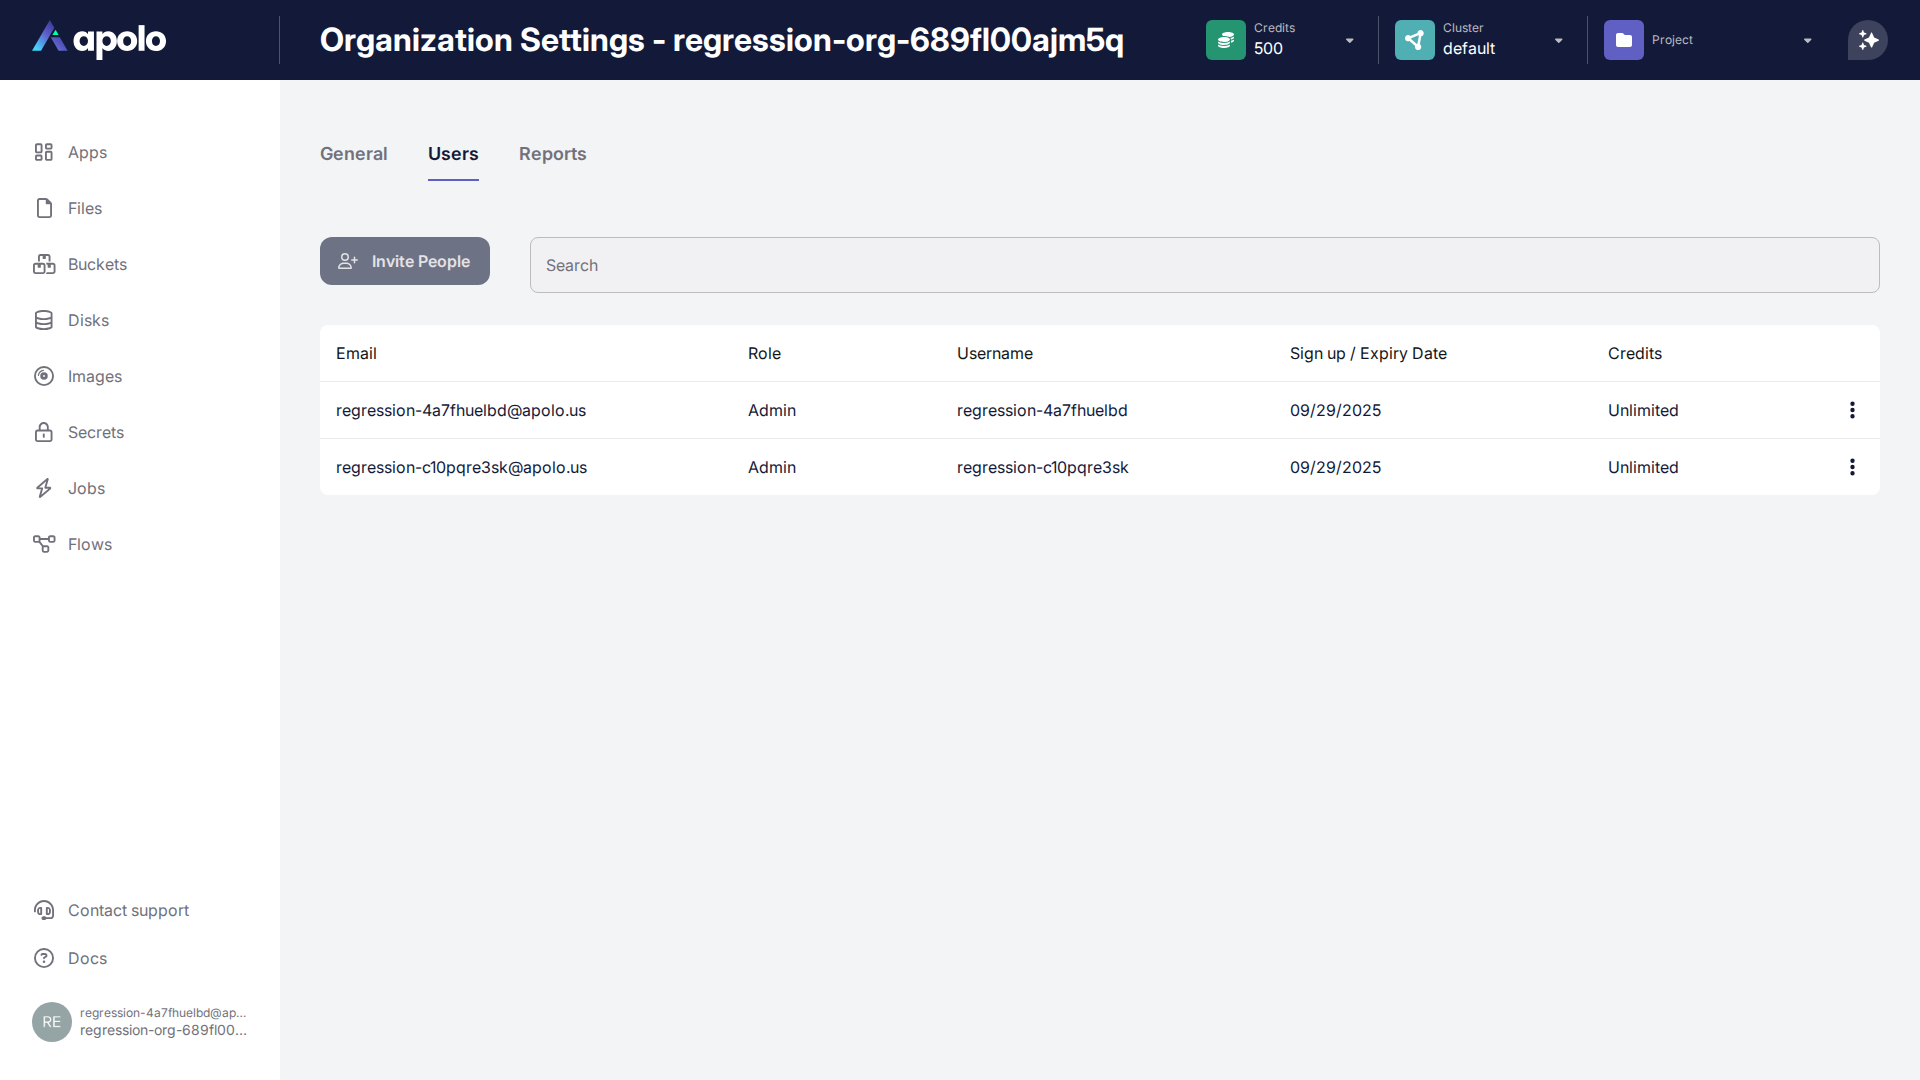 apolo
Organization Settings - regression-org-689fl00ajm5q
Credits
500
Cluster
default
Project
Apps
Files
Buckets
Disks
Images
Secrets
Jobs
Flows
General Users Reports
Invite People
Search
Email Role Username Sign up / Expiry Date Credits
regression-4a7fhuelbd@apolo.us Admin regression-4a7fhuelbd 09/29/2025 Unlimited
regression-c10pqre3sk@apolo.us Admin regression-c10pqre3sk 09/29/2025 Unlimited
Contact support
Docs
RE
regression-4a7fhuelbd@ap...
regression-org-689fl00...